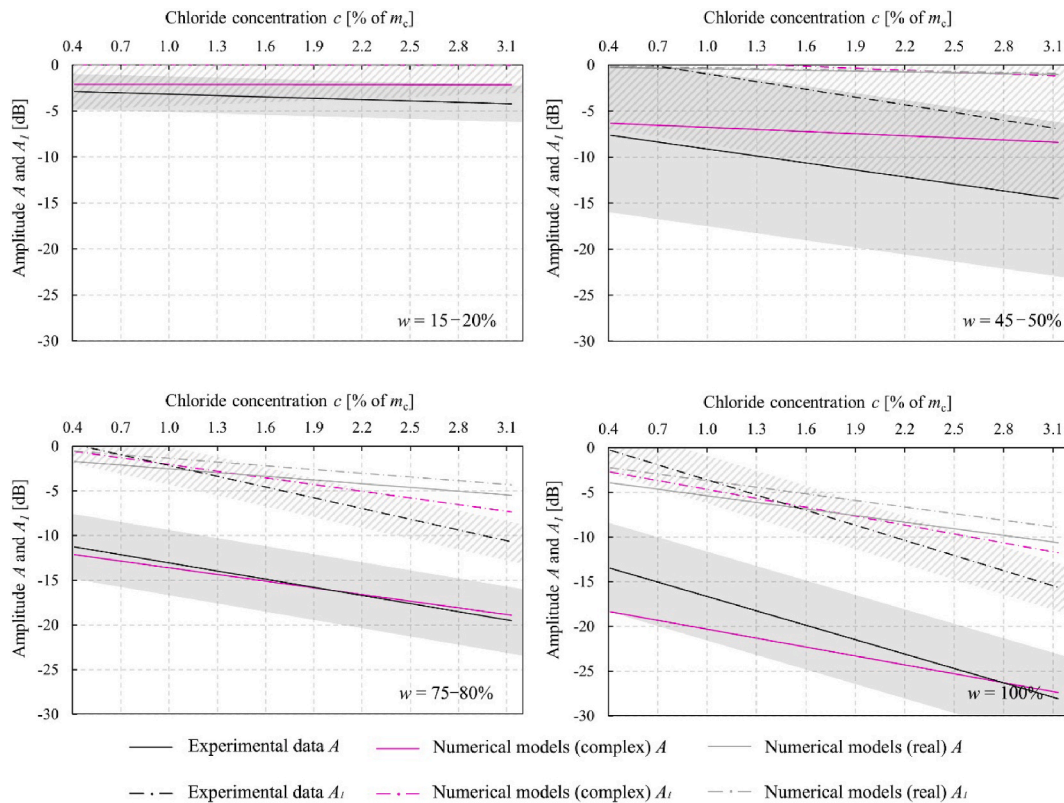 Chloride concentration c [% of mc]
0.4 0.7 1.0 1.3 1.6 1.9 2.2 2.5 2.8 3.1
Amplitude A and AI [dB]
0
-5
-10
-15
-20
-25
-30
w = 15−20%
Chloride concentration c [% of mc]
0.4 0.7 1.0 1.3 1.6 1.9 2.2 2.5 2.8 3.1
Amplitude A and AI [dB]
0
-5
-10
-15
-20
-25
-30
w = 45−50%
Chloride concentration c [% of mc]
0.4 0.7 1.0 1.3 1.6 1.9 2.2 2.5 2.8 3.1
Amplitude A and AI [dB]
0
-5
-10
-15
-20
-25
-30
w = 75−80%
Chloride concentration c [% of mc]
0.4 0.7 1.0 1.3 1.6 1.9 2.2 2.5 2.8 3.1
Amplitude A and AI [dB]
0
-5
-10
-15
-20
-25
-30
w = 100%
Experimental data A Numerical models (complex) A Numerical models (real) A
Experimental data AI Numerical models (complex) AI Numerical models (real) AI